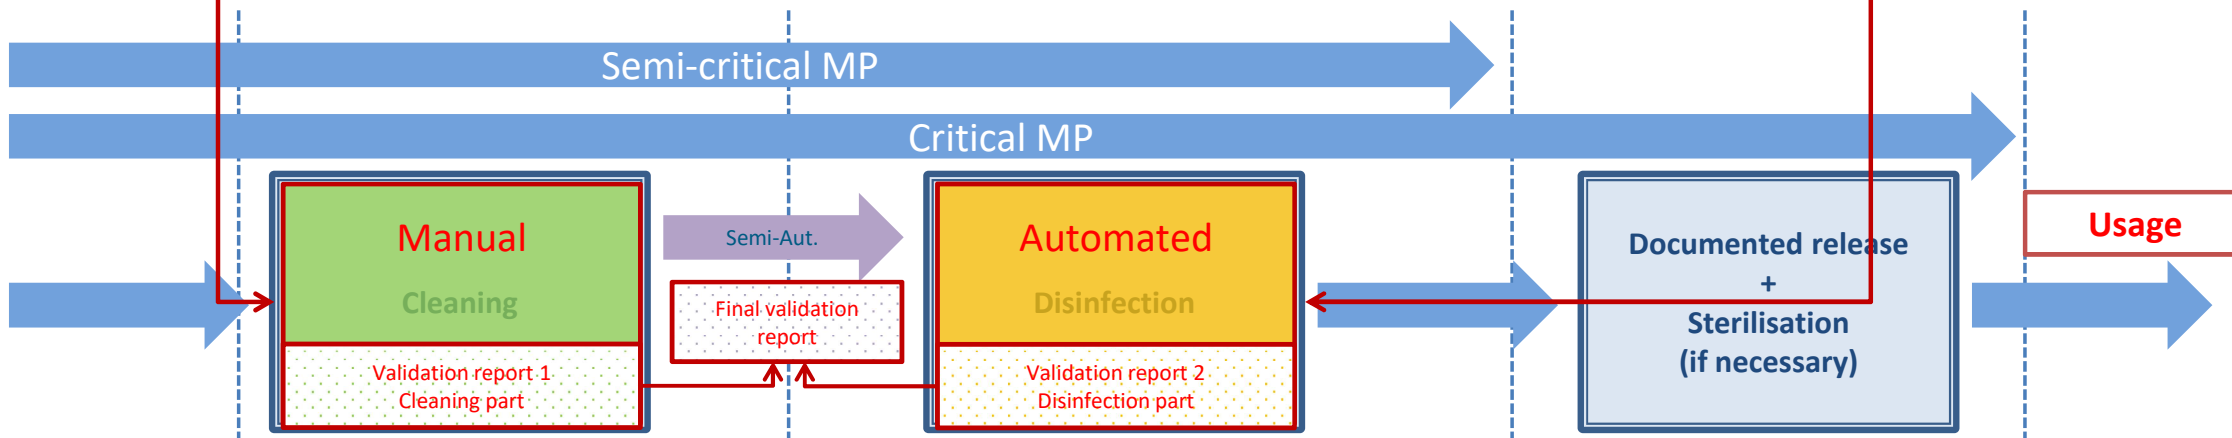 Semi-critical MP
Critical MP
Manual
Cleaning
Validation report 1
Cleaning part
Semi-Aut.
Final validation
report
Automated
Disinfection
Validation report 2
Disinfection part
Documented release
+
Sterilisation
(if necessary)
Usage